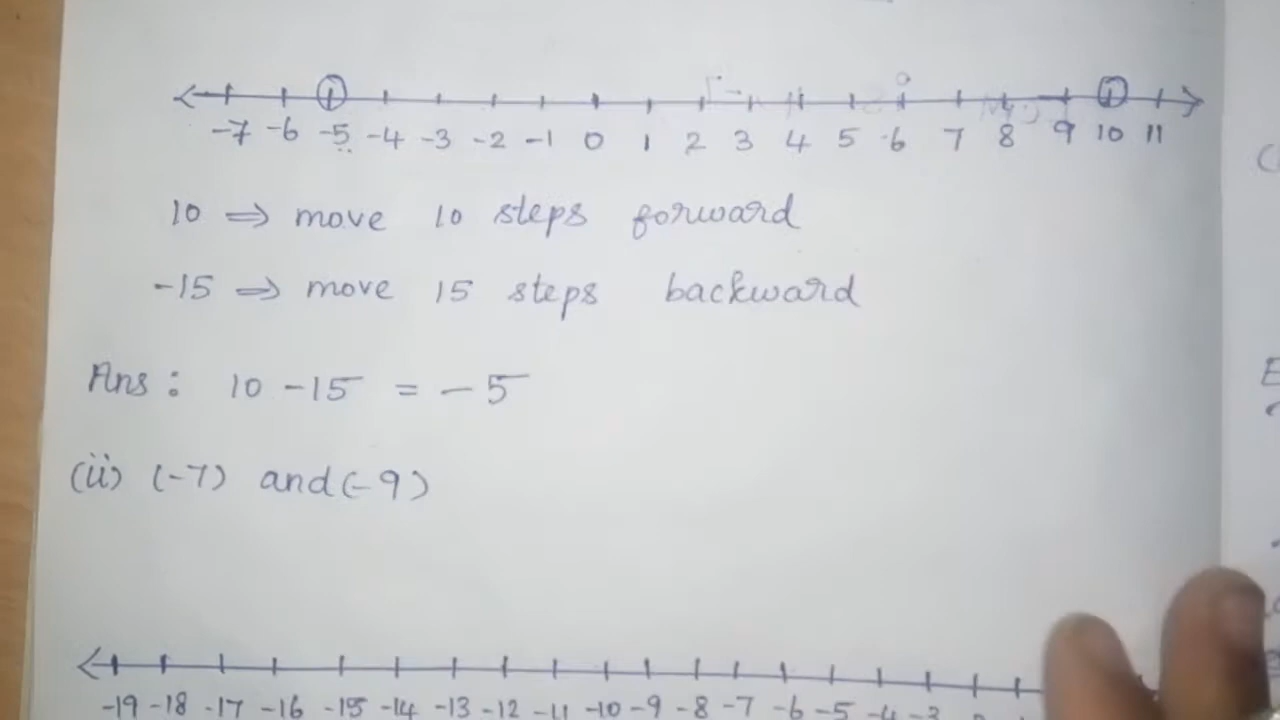 -7 -6 -5 -4 -3 -2 -1 0 1 2 3 4 5 6 7 8 9 10 11
10 ⇒ move 10 steps forward
-15 ⇒ move 15 steps backward
Ans : 10 -15 = -5
(ii) (-7) and (-9)
-19 -18 -17 -16 -15 -14 -13 -12 -11 -10 -9 -8 -7 -6 -5 -4 -3